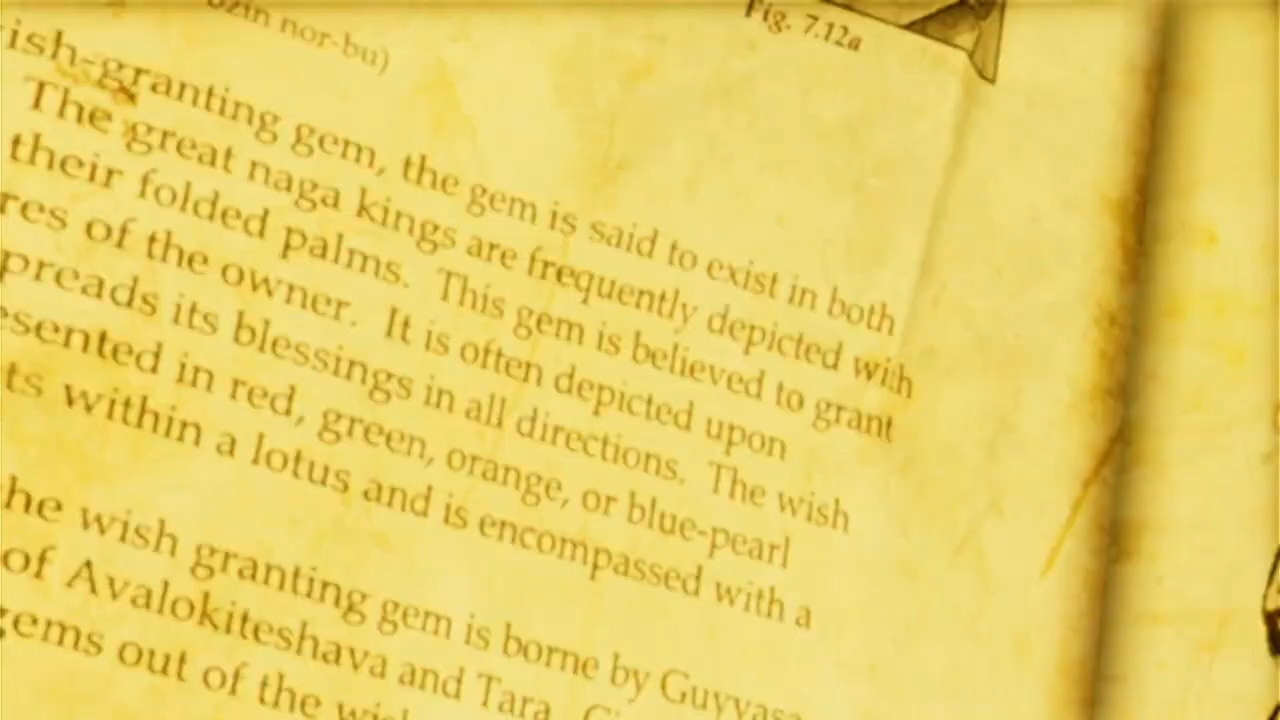 Fig. 7.12a
nor-bu)
ish-granting gem, the gem is said to exist in both
The great naga kings are frequently depicted with
their folded palms. This gem is believed to grant
res of the owner. It is often depicted upon
preads its blessings in all directions. The wish
esented in red, green, orange, or blue-pearl
ts within a lotus and is encompassed with a
he wish granting gem is borne by Guyyasa
of Avalokiteshava and Tara.
gems out of the